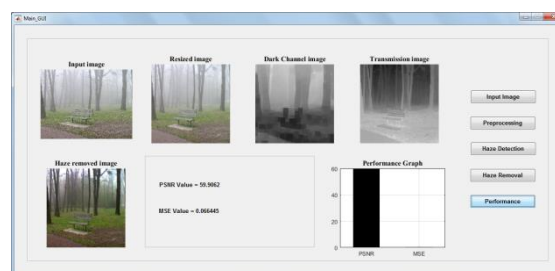 Main_GUI
Input image
Resized image
Dark Channel image
Transmission image
Input Image
Preprocessing
Haze Detection
Haze Removal
Performance
Haze removed image
PSNR Value = 59.9062
MSE Value = 0.066445
Performance Graph
60
40
20
0
PSNR
MSE